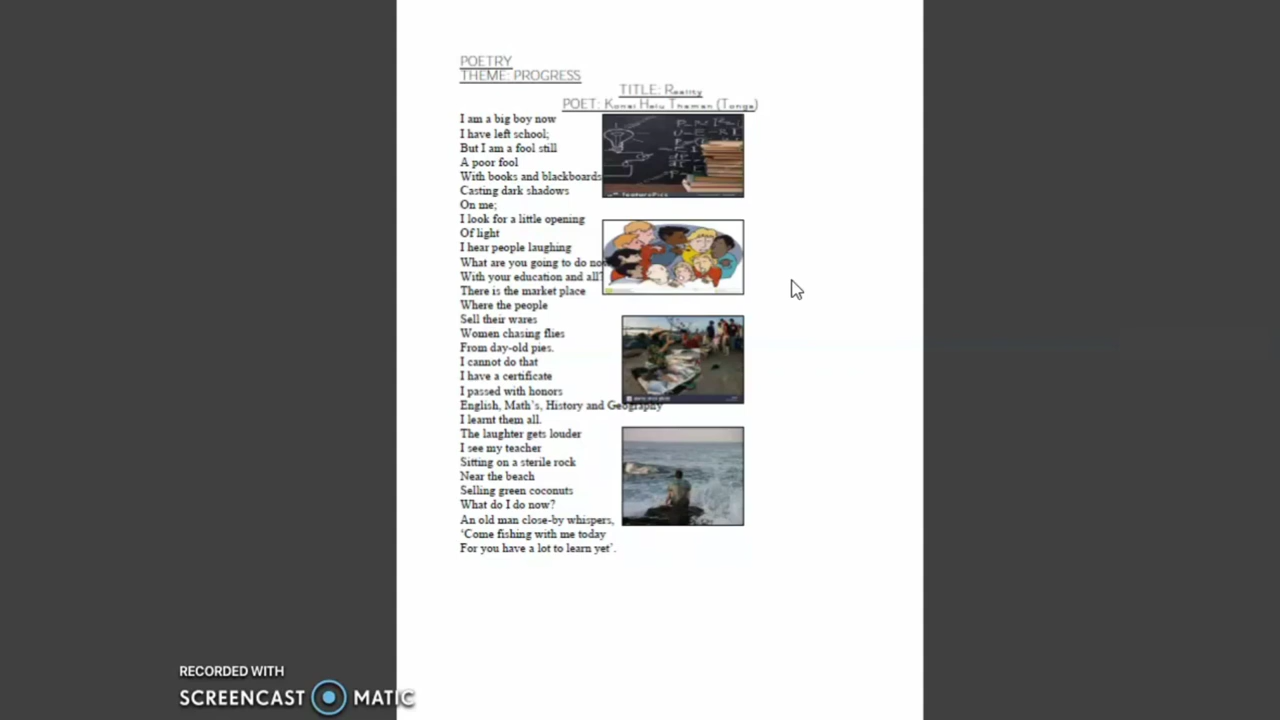 POETRY
THEME: PROGRESS
TITLE: Reality
POET: Konai Helu Thaman (Tonga)
I am a big boy now
I have left school;
But I am a fool still
A poor fool
With books and blackboards
Casting dark shadows
On me;
I look for a little opening
Of light
I hear people laughing
What are you going to do
With your education and all?
There is the market place
Where the people
Sell their wares
Women chasing flies
From day-old pies.
I cannot do that
I have a certificate
I passed with honors
English, Math's, History and Geography
I learnt them all.
The laughter gets louder
I see my teacher
Sitting on a sterile rock
Near the beach
Selling green coconuts
What do I do now?
An old man close-by whispers,
‘Come fishing with me today
For you have a lot to learn yet’.
RECORDED WITH
SCREENCAST MATIC